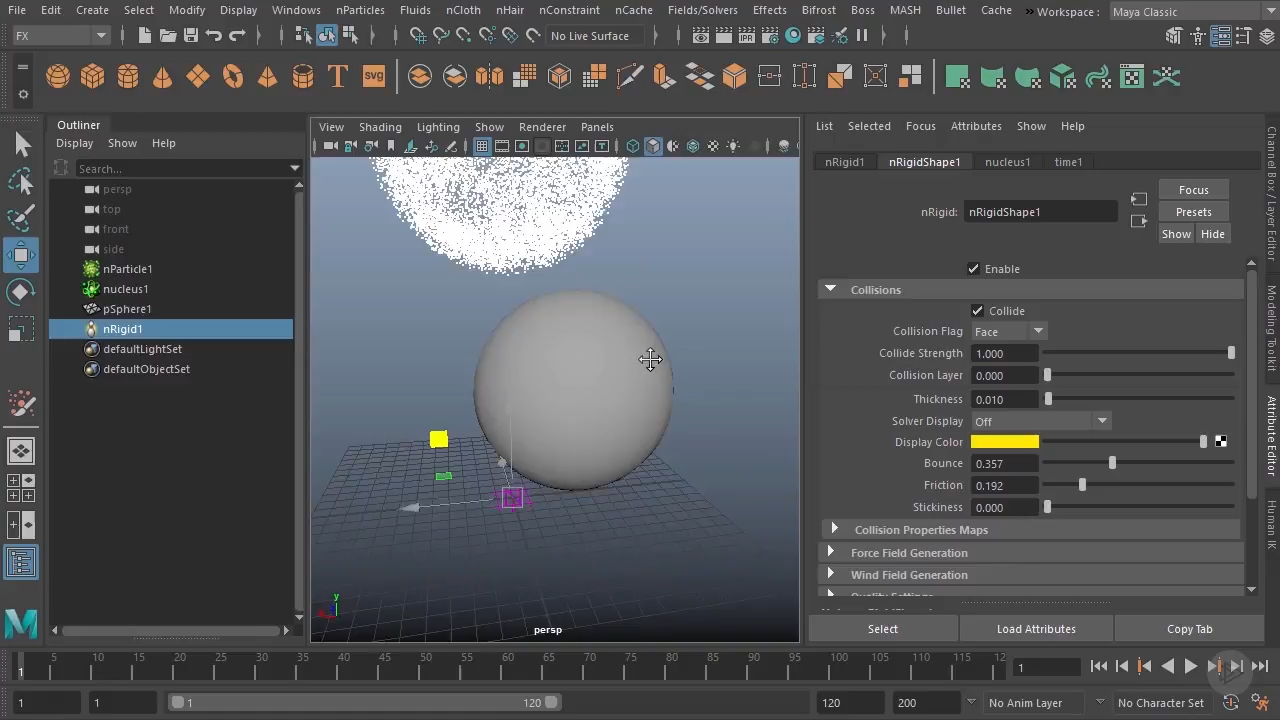 File Edit Create Select Modify Display Windows nParticles Fluids nCloth nHair nConstraint nCache Fields/Solvers Effects Bifrost Boss MASH Bullet Cache » Workspace : Maya Classic
FX No Live Surface IPR
T svg
Outliner
Display Show Help
Search...
persp
top
front
side
nParticle1
nucleus1
pSphere1
nRigid1
defaultLightSet
defaultObjectSet
View Shading Lighting Show Renderer Panels
y
persp
List Selected Focus Attributes Show Help
nRigid1 nRigidShape1 nucleus1 time1
nRigid: nRigidShape1
Focus
Presets
Show Hide
Enable
Collisions
Collide
Collision Flag Face
Collide Strength 1.000
Collision Layer 0.000
Thickness 0.010
Solver Display Off
Display Color
Bounce 0.357
Friction 0.192
Stickiness 0.000
Collision Properties Maps
Force Field Generation
Wind Field Generation
Quality Settings
Select Load Attributes Copy Tab
Channel Box / Layer Editor
Modeling Toolkit
Attribute Editor
Human IK
5 10 15 20 25 30 35 40 45 50 55 60 65 70 75 80 85 90 95 100 105 110 115 12
1 1
1 1 1 120 120 200 No Anim Layer No Character Set